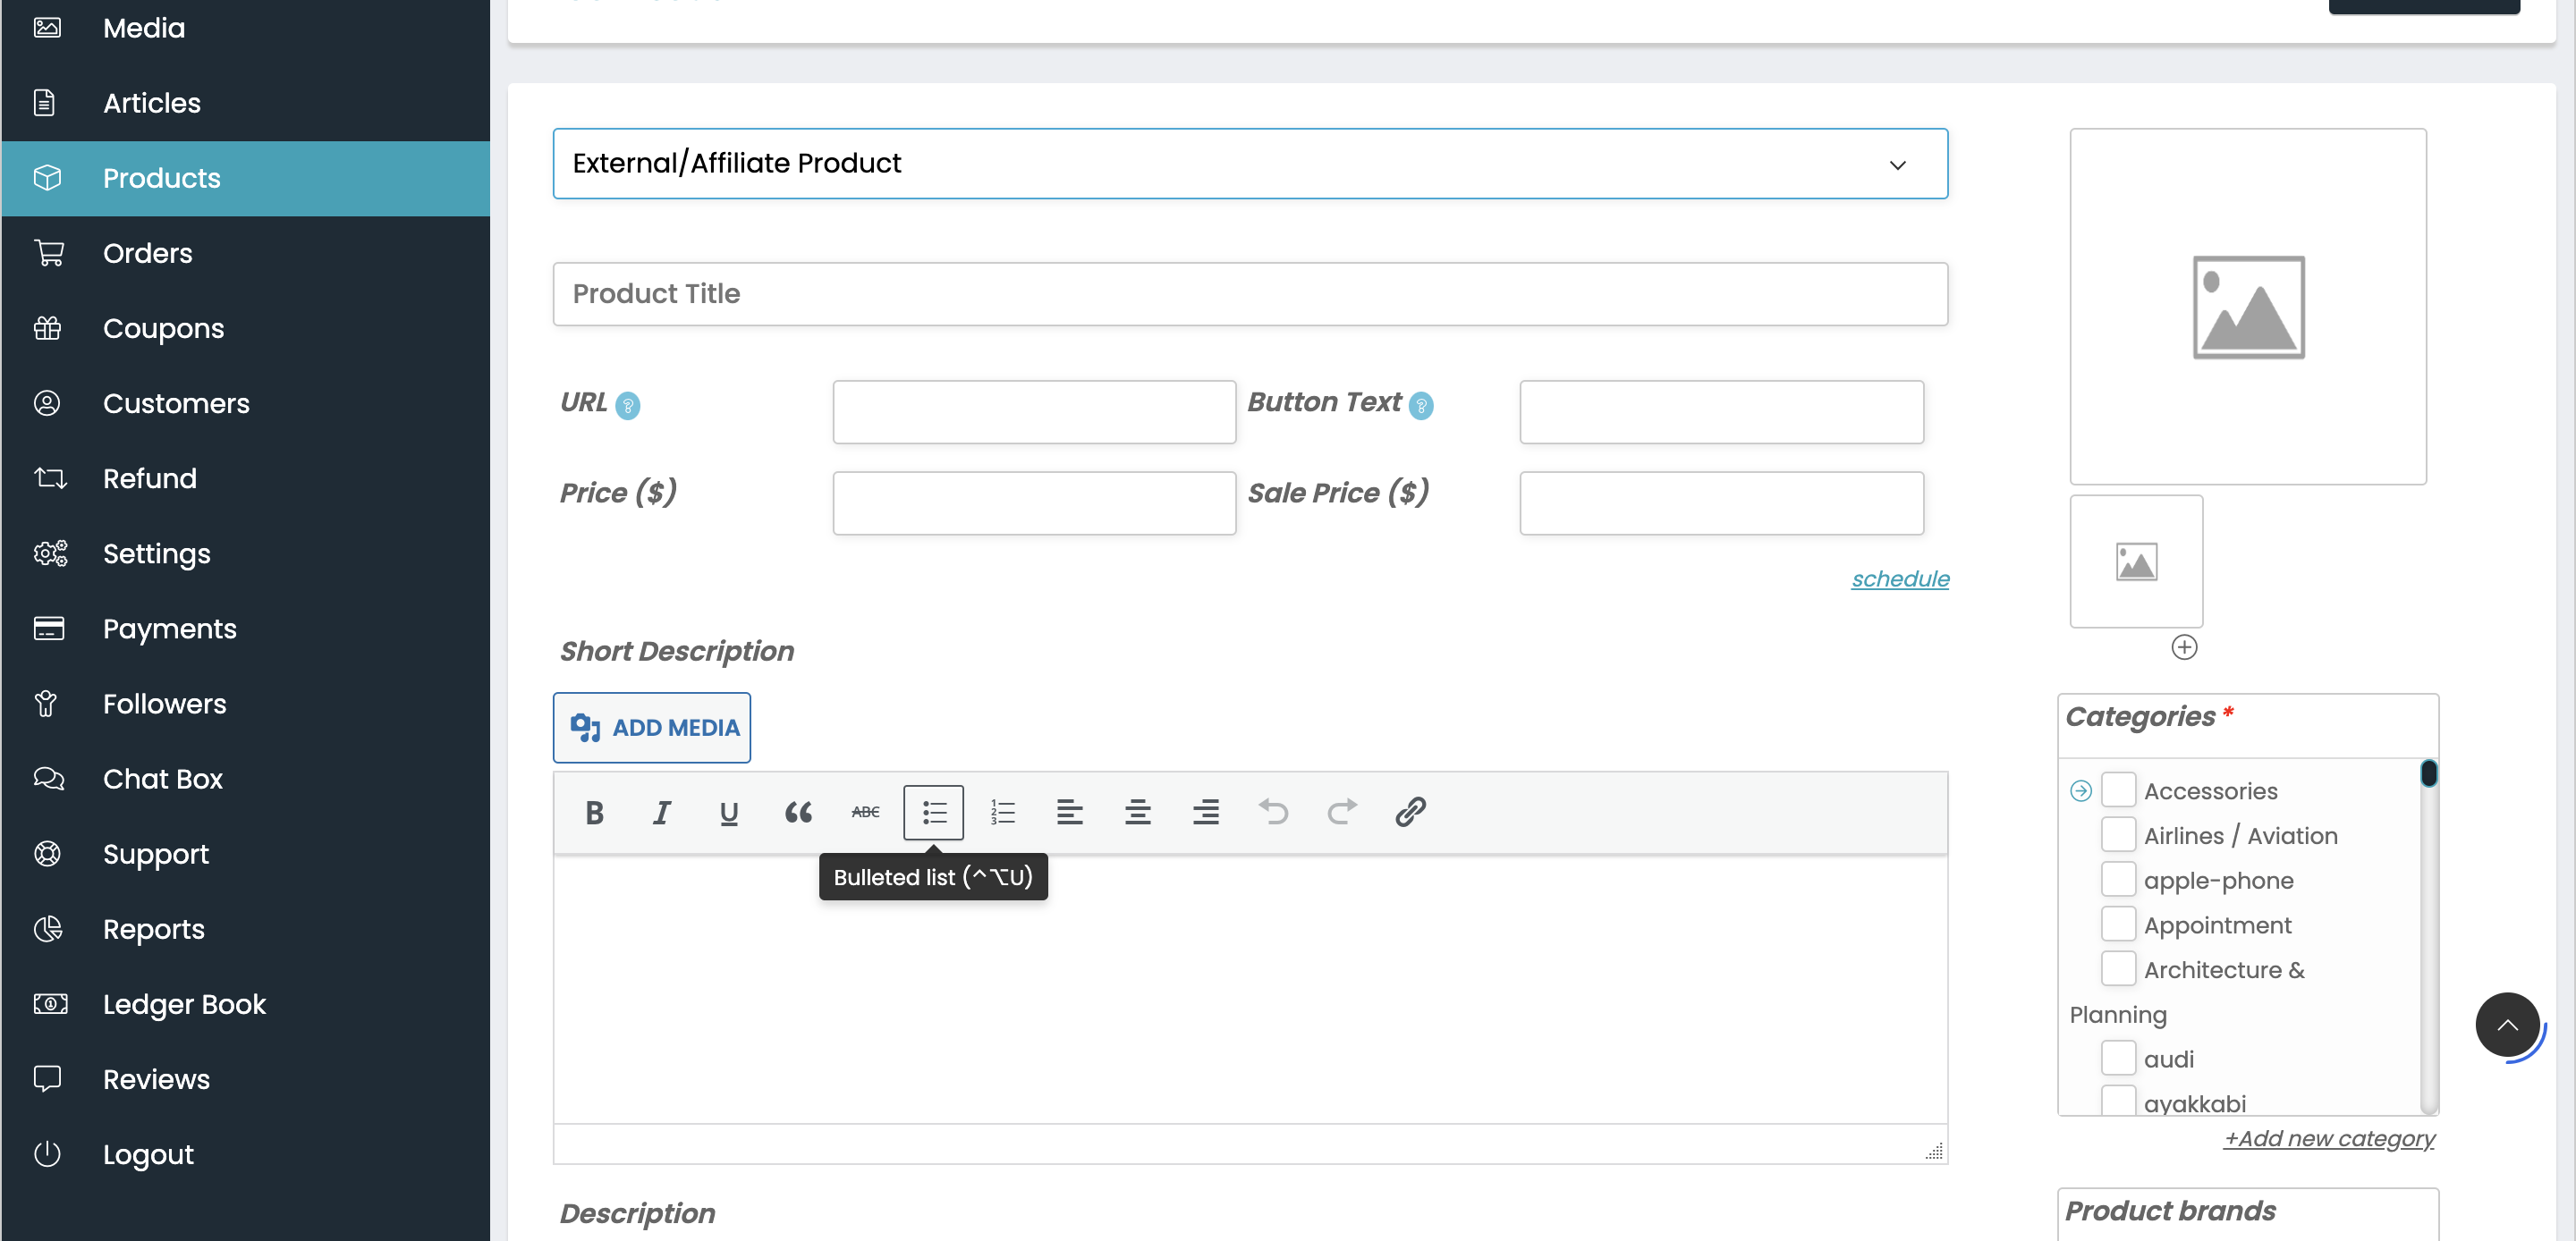 Media
Articles
Products
Orders
Coupons
Customers
Refund
Settings
Payments
Followers
Chat Box
Support
Reports
Ledger Book
Reviews
Logout
External/Affiliate Product
Product Title
URL ?
Button Text ?
Price ($)
Sale Price ($)
schedule
Short Description
ADD MEDIA
B I U “ ABC
Bulleted list (^⌥U)
Description
Categories *
Accessories
Airlines / Aviation
apple-phone
Appointment
Architecture &
Planning
audi
ayakkabi
+Add new category
Product brands